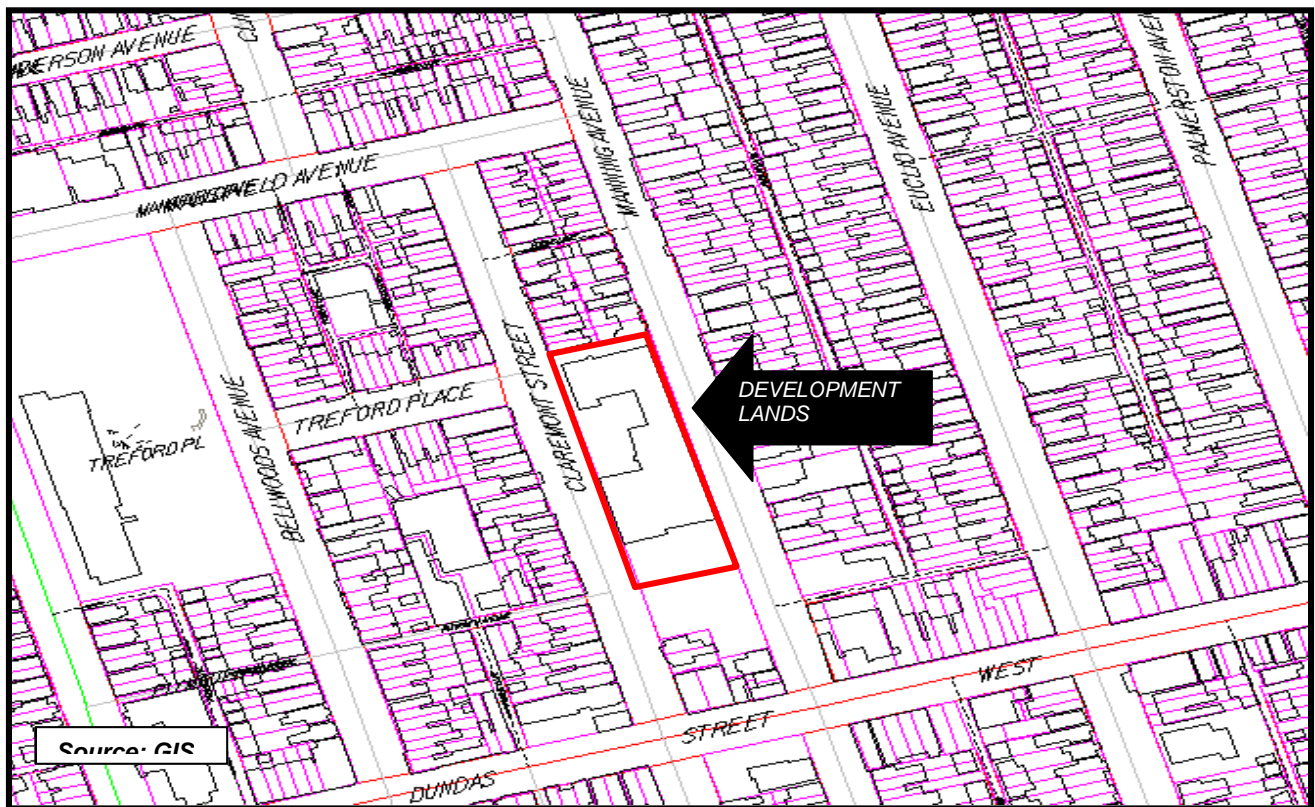 ERSON AVENUE
MANNING AVENUE
EUCLID AVENUE
PALMERSTON AVE
FIELD AVENUE
CLAREMONT STREET
DEVELOPMENT
LANDS
TREFORD PLACE
BELLWOODS AVENUE
TREFORD PL
WEST
STREET
DUNDAS
Source: GIS